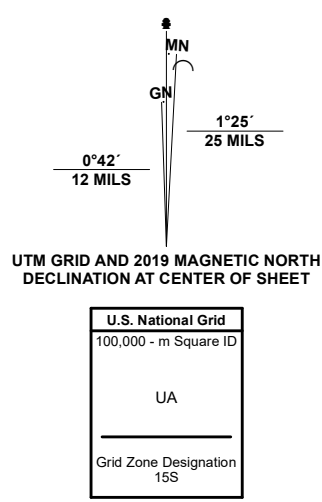 MN
GN
1°25´
25 MILS
0°42´
12 MILS
UTM GRID AND 2019 MAGNETIC NORTH
DECLINATION AT CENTER OF SHEET
U.S. National Grid
100,000 - m Square ID
UA
Grid Zone Designation
15S